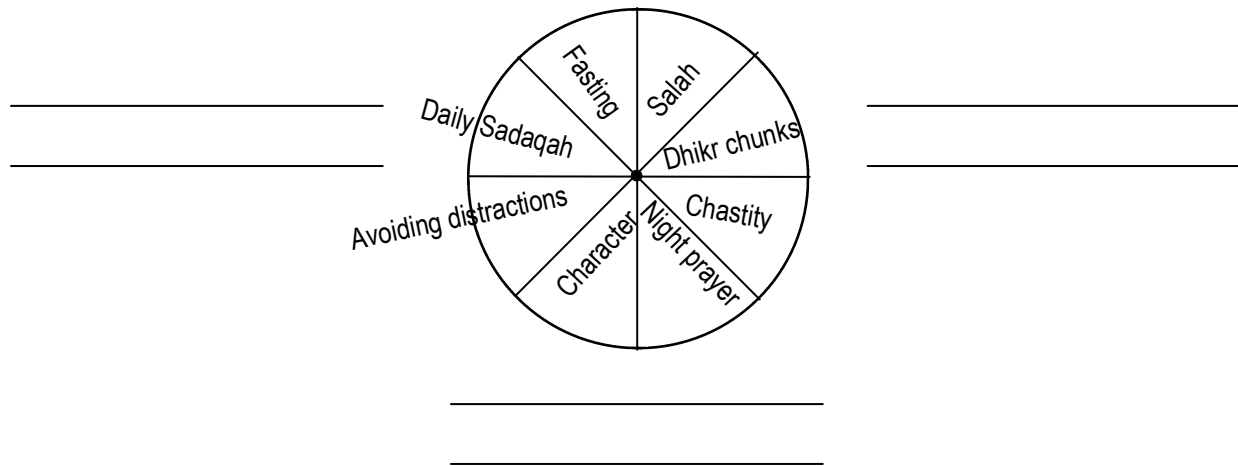 Fasting
Salah
Daily Sadaqah
Dhikr chunks
Avoiding distractions
Chastity
Character
Night prayer